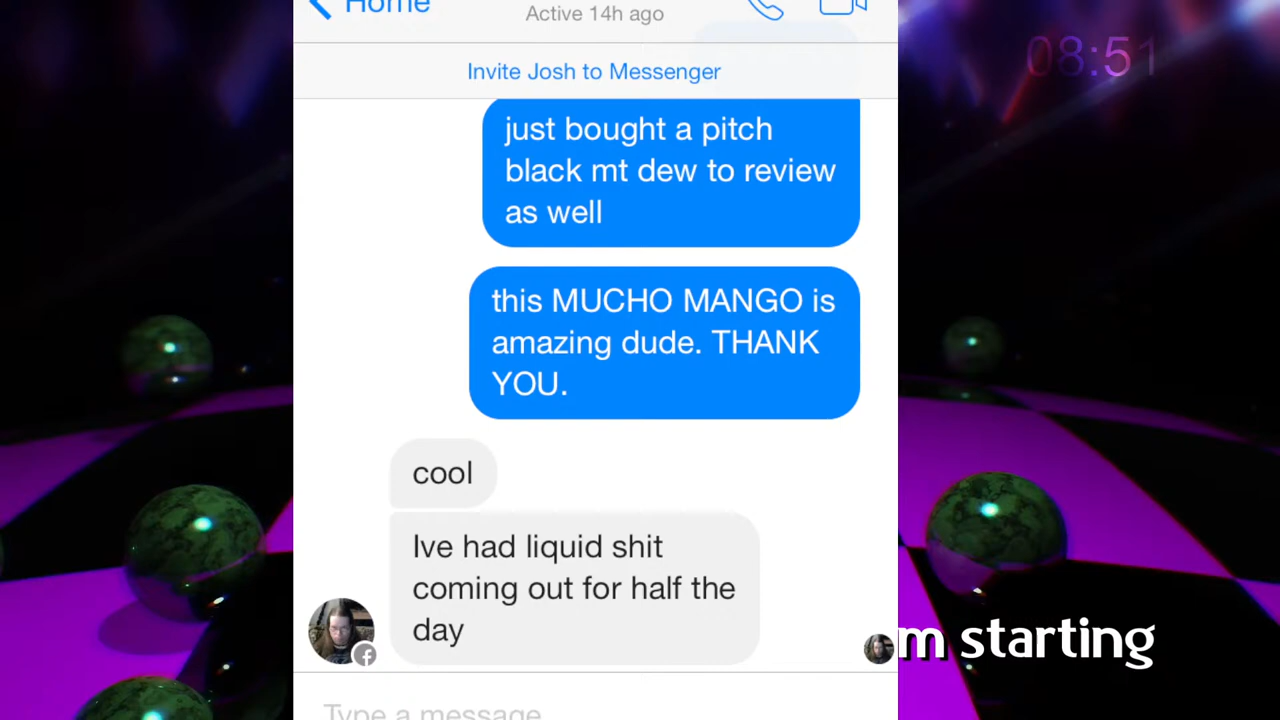 Home
Active 14h ago
08:51
Invite Josh to Messenger
just bought a pitch
black mt dew to review
as well
this MUCHO MANGO is
amazing dude. THANK
YOU.
cool
Ive had liquid shit
coming out for half the
day
m starting
Type a message